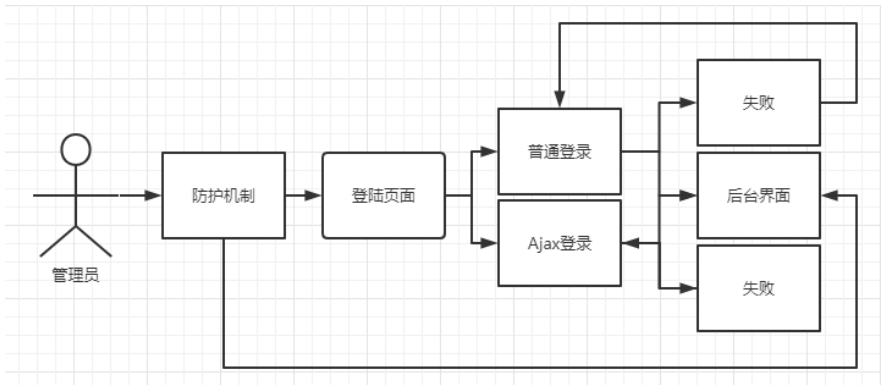 管理员
防护机制
登陆页面
普通登录
Ajax登录
失败
后台界面
失败